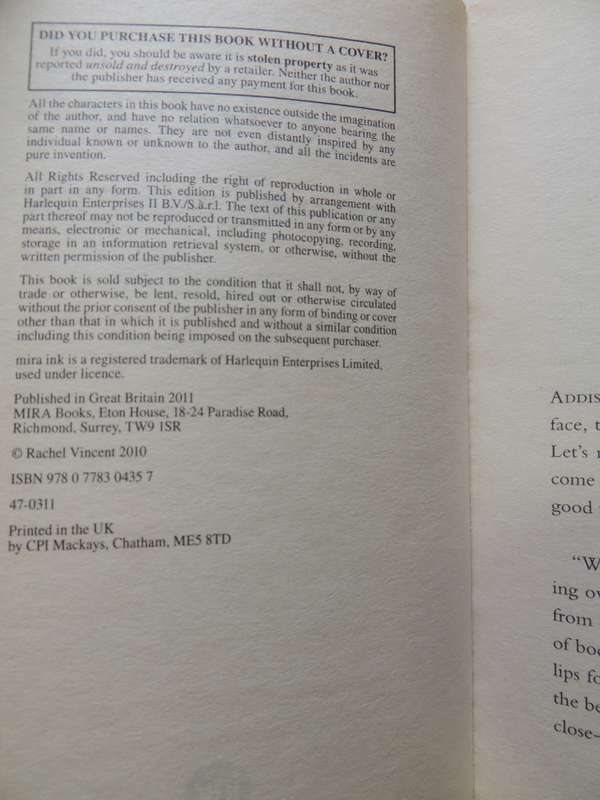 DID YOU PURCHASE THIS BOOK WITHOUT A COVER?
If you did, you should be aware it is stolen property as it was
reported unsold and destroyed by a retailer. Neither the author nor
the publisher has received any payment for this book.
All the characters in this book have no existence outside the imagination
of the author, and have no relation whatsoever to anyone bearing the
same name or names. They are not even distantly inspired by any
individual known or unknown to the author, and all the incidents are
pure invention.
All Rights Reserved including the right of reproduction in whole or
in part in any form. This edition is published by arrangement with
Harlequin Enterprises II B.V./S.à.r.l. The text of this publication or any
part thereof may not be reproduced or transmitted in any form or by any
means, electronic or mechanical, including photocopying, recording,
storage in an information retrieval system, or otherwise, without the
written permission of the publisher.
This book is sold subject to the condition that it shall not, by way of
trade or otherwise, be lent, resold, hired out or otherwise circulated
without the prior consent of the publisher in any form of binding or cover
other than that in which it is published and without a similar condition
including this condition being imposed on the subsequent purchaser.
mira ink is a registered trademark of Harlequin Enterprises Limited,
used under licence.
Published in Great Britain 2011
MIRA Books, Eton House, 18-24 Paradise Road,
Richmond, Surrey, TW9 1SR
© Rachel Vincent 2010
ISBN 978 0 7783 0435 7
47-0311
Printed in the UK
by CPI Mackays, Chatham, ME5 8TD
ADDIS
face, t
Let's
come
good
"W
ing ov
from
of boo
lips fo
the be
close–